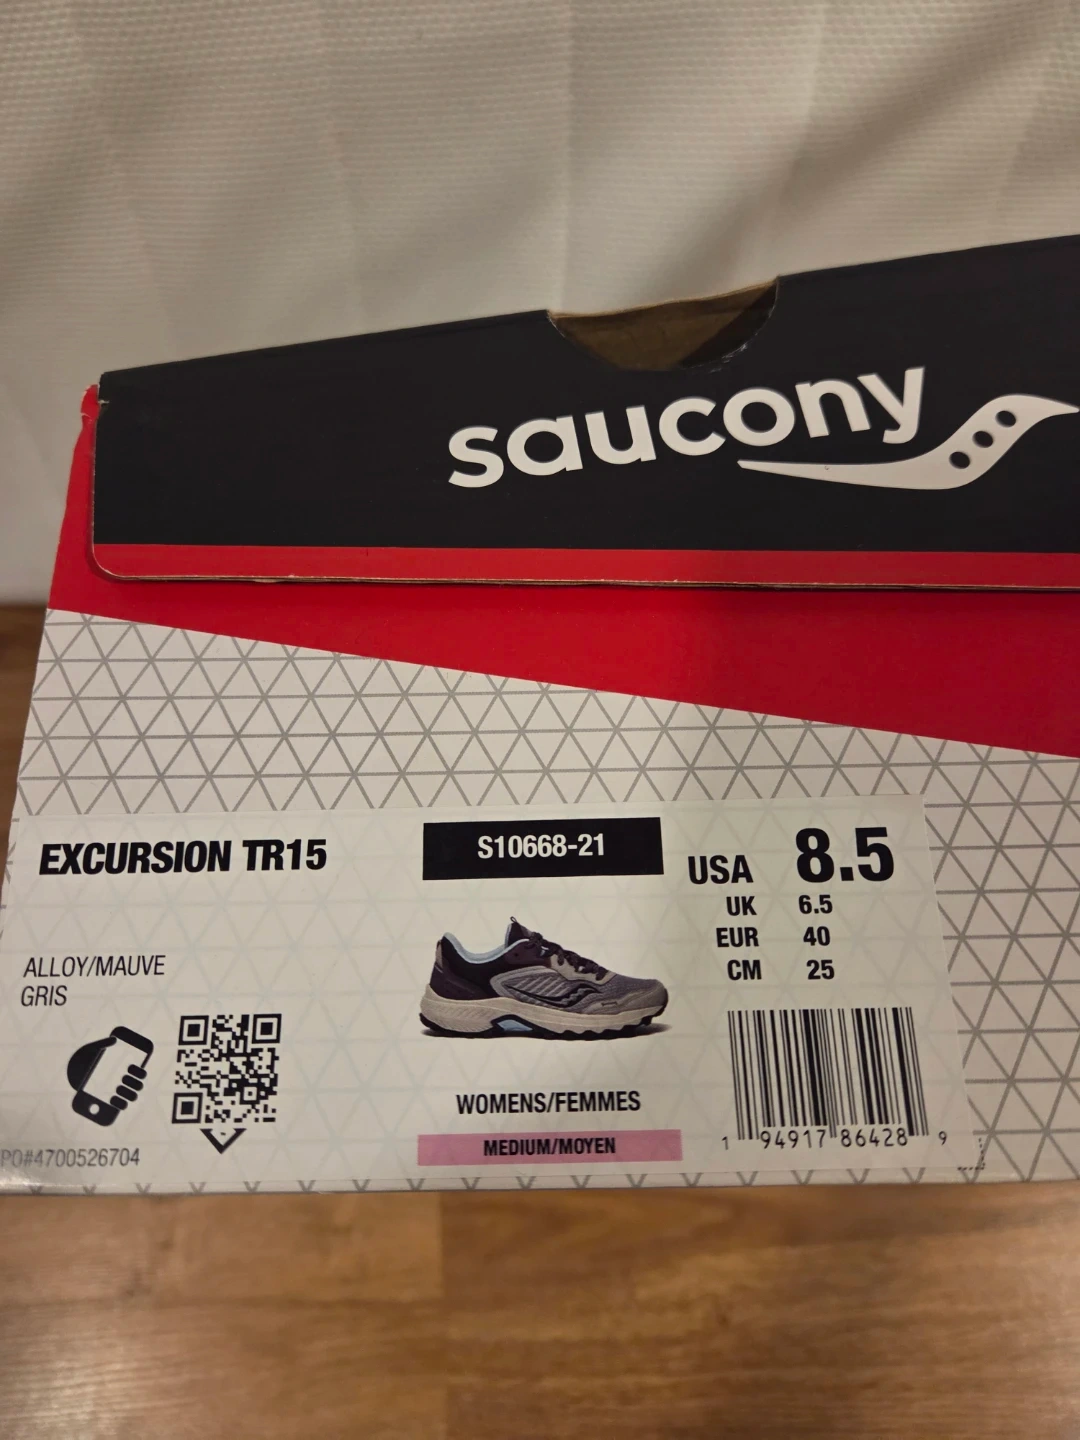 saucony
EXCURSION TR15
S10668-21
USA 8.5
UK 6.5
EUR 40
CM 25
ALLOY/MAUVE
GRIS
WOMENS/FEMMES
MEDIUM/MOYEN
1 94917 86428 9
PO#4700526704